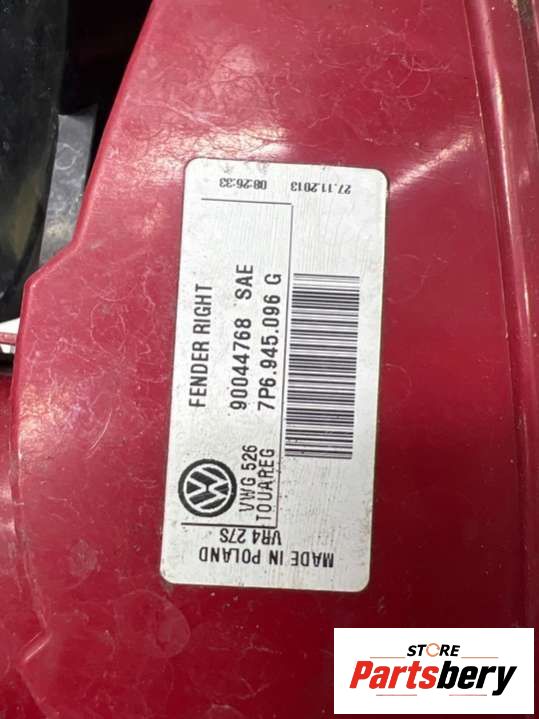 FENDER RIGHT
90044768 SAE
7P6.945.096 G
VWG 526
TOUAREG
VR4 27S
MADE IN POLAND
27.11.2013 08:26:33
STORE
Partsbery